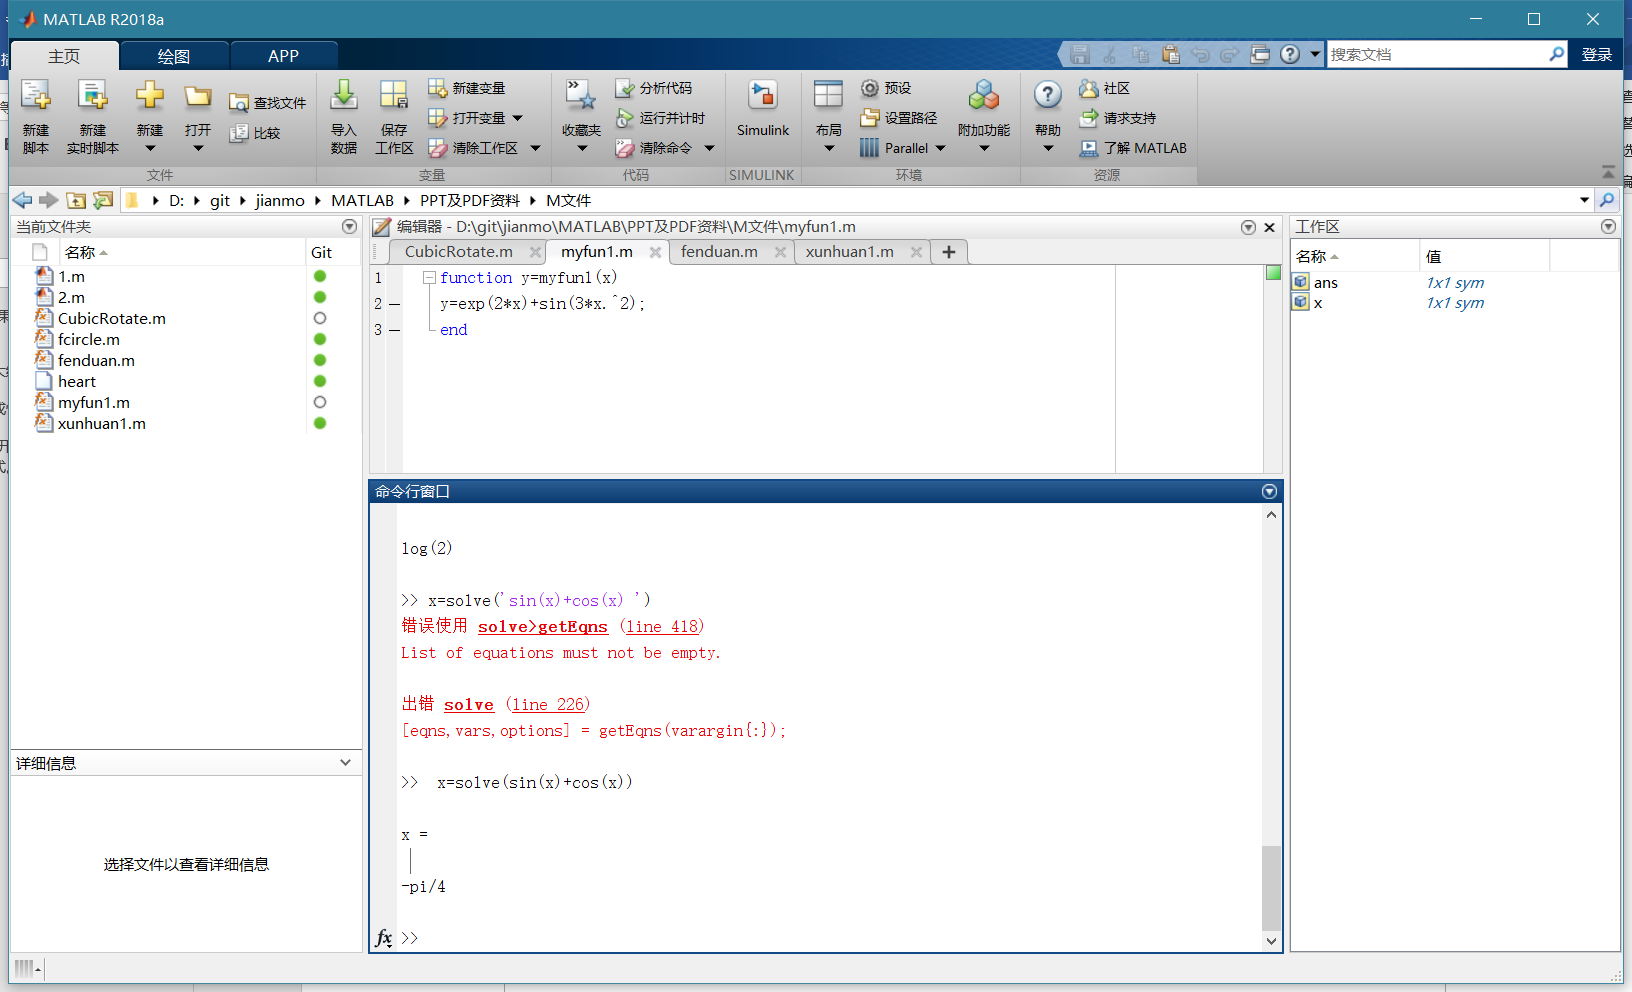 MATLAB R2018a
主页
绘图
APP
搜索文档
登录
新建
脚本
新建
实时脚本
新建
打开
查找文件
比较
导入
数据
保存
工作区
新建变量
打开变量
清除工作区
收藏夹
分析代码
运行并计时
清除命令
Simulink
布局
预设
设置路径
Parallel
附加功能
帮助
社区
请求支持
了解 MATLAB
文件
变量
代码
SIMULINK
环境
资源
D: git jianmo MATLAB PPT及PDF资料 M文件
当前文件夹
名称 Git
1.m
2.m
CubicRotate.m
fcircle.m
fenduan.m
heart
myfun1.m
xunhuan1.m
详细信息
选择文件以查看详细信息
编辑器 - D:\git\jianmo\MATLAB\PPT及PDF资料\M文件\myfun1.m
CubicRotate.m myfun1.m fenduan.m xunhuan1.m
1 function y=myfun1(x)
2 y=exp(2*x)+sin(3*x.^2);
3 end
命令行窗口
log(2)
>> x=solve('sin(x)+cos(x) ')
错误使用 solve>getEqns (line 418)
List of equations must not be empty.
出错 solve (line 226)
[eqns,vars,options] = getEqns(varargin{:});
>> x=solve(sin(x)+cos(x))
x =
-pi/4
fx >>
工作区
名称 值
ans 1x1 sym
x 1x1 sym